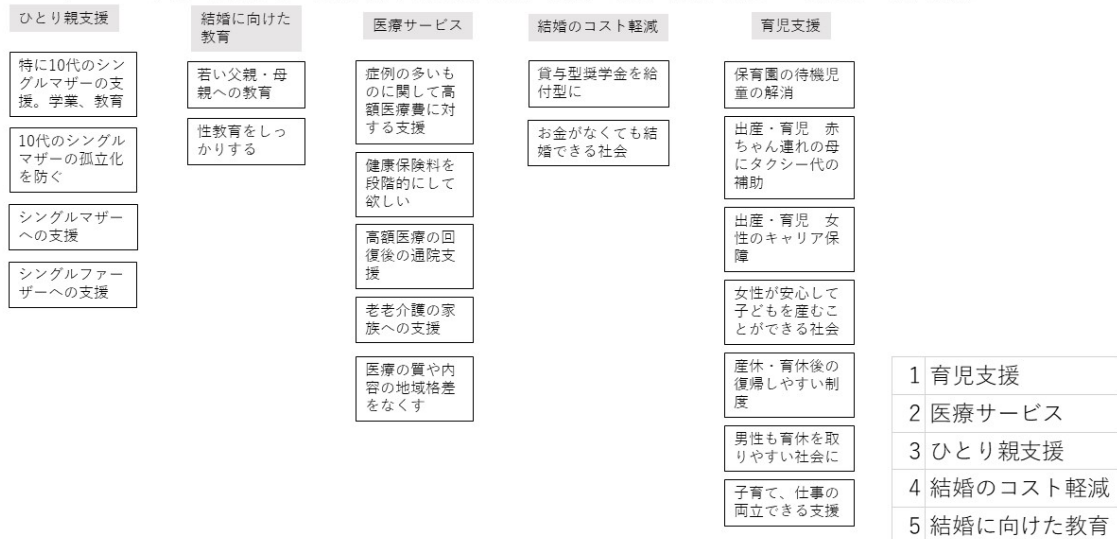 ひとり親支援
特に10代のシン
グルマザーの支
援。学業、教育
10代のシングル
マザーの孤立化
を防ぐ
シングルマザー
への支援
シングルファー
ザーへの支援
結婚に向けた
教育
若い父親・母
親への教育
性教育をしっ
かりする
医療サービス
症例の多いも
のに関して高
額医療費に対
する支援
健康保険料を
段階的にして
欲しい
高額医療の回
復後の通院支
援
老老介護の家
族への支援
医療の質や内
容の地域格差
をなくす
結婚のコスト軽減
貸与型奨学金を給
付型に
お金がなくても結
婚できる社会
育児支援
保育園の待機児
童の解消
出産・育児　赤
ちゃん連れの母
にタクシー代の
補助
出産・育児　女
性のキャリア保
障
女性が安心して
子どもを産むこ
とができる社会
産休・育休後の
復帰しやすい制
度
男性も育休を取
りやすい社会に
子育て、仕事の
両立できる支援
1 育児支援
2 医療サービス
3 ひとり親支援
4 結婚のコスト軽減
5 結婚に向けた教育